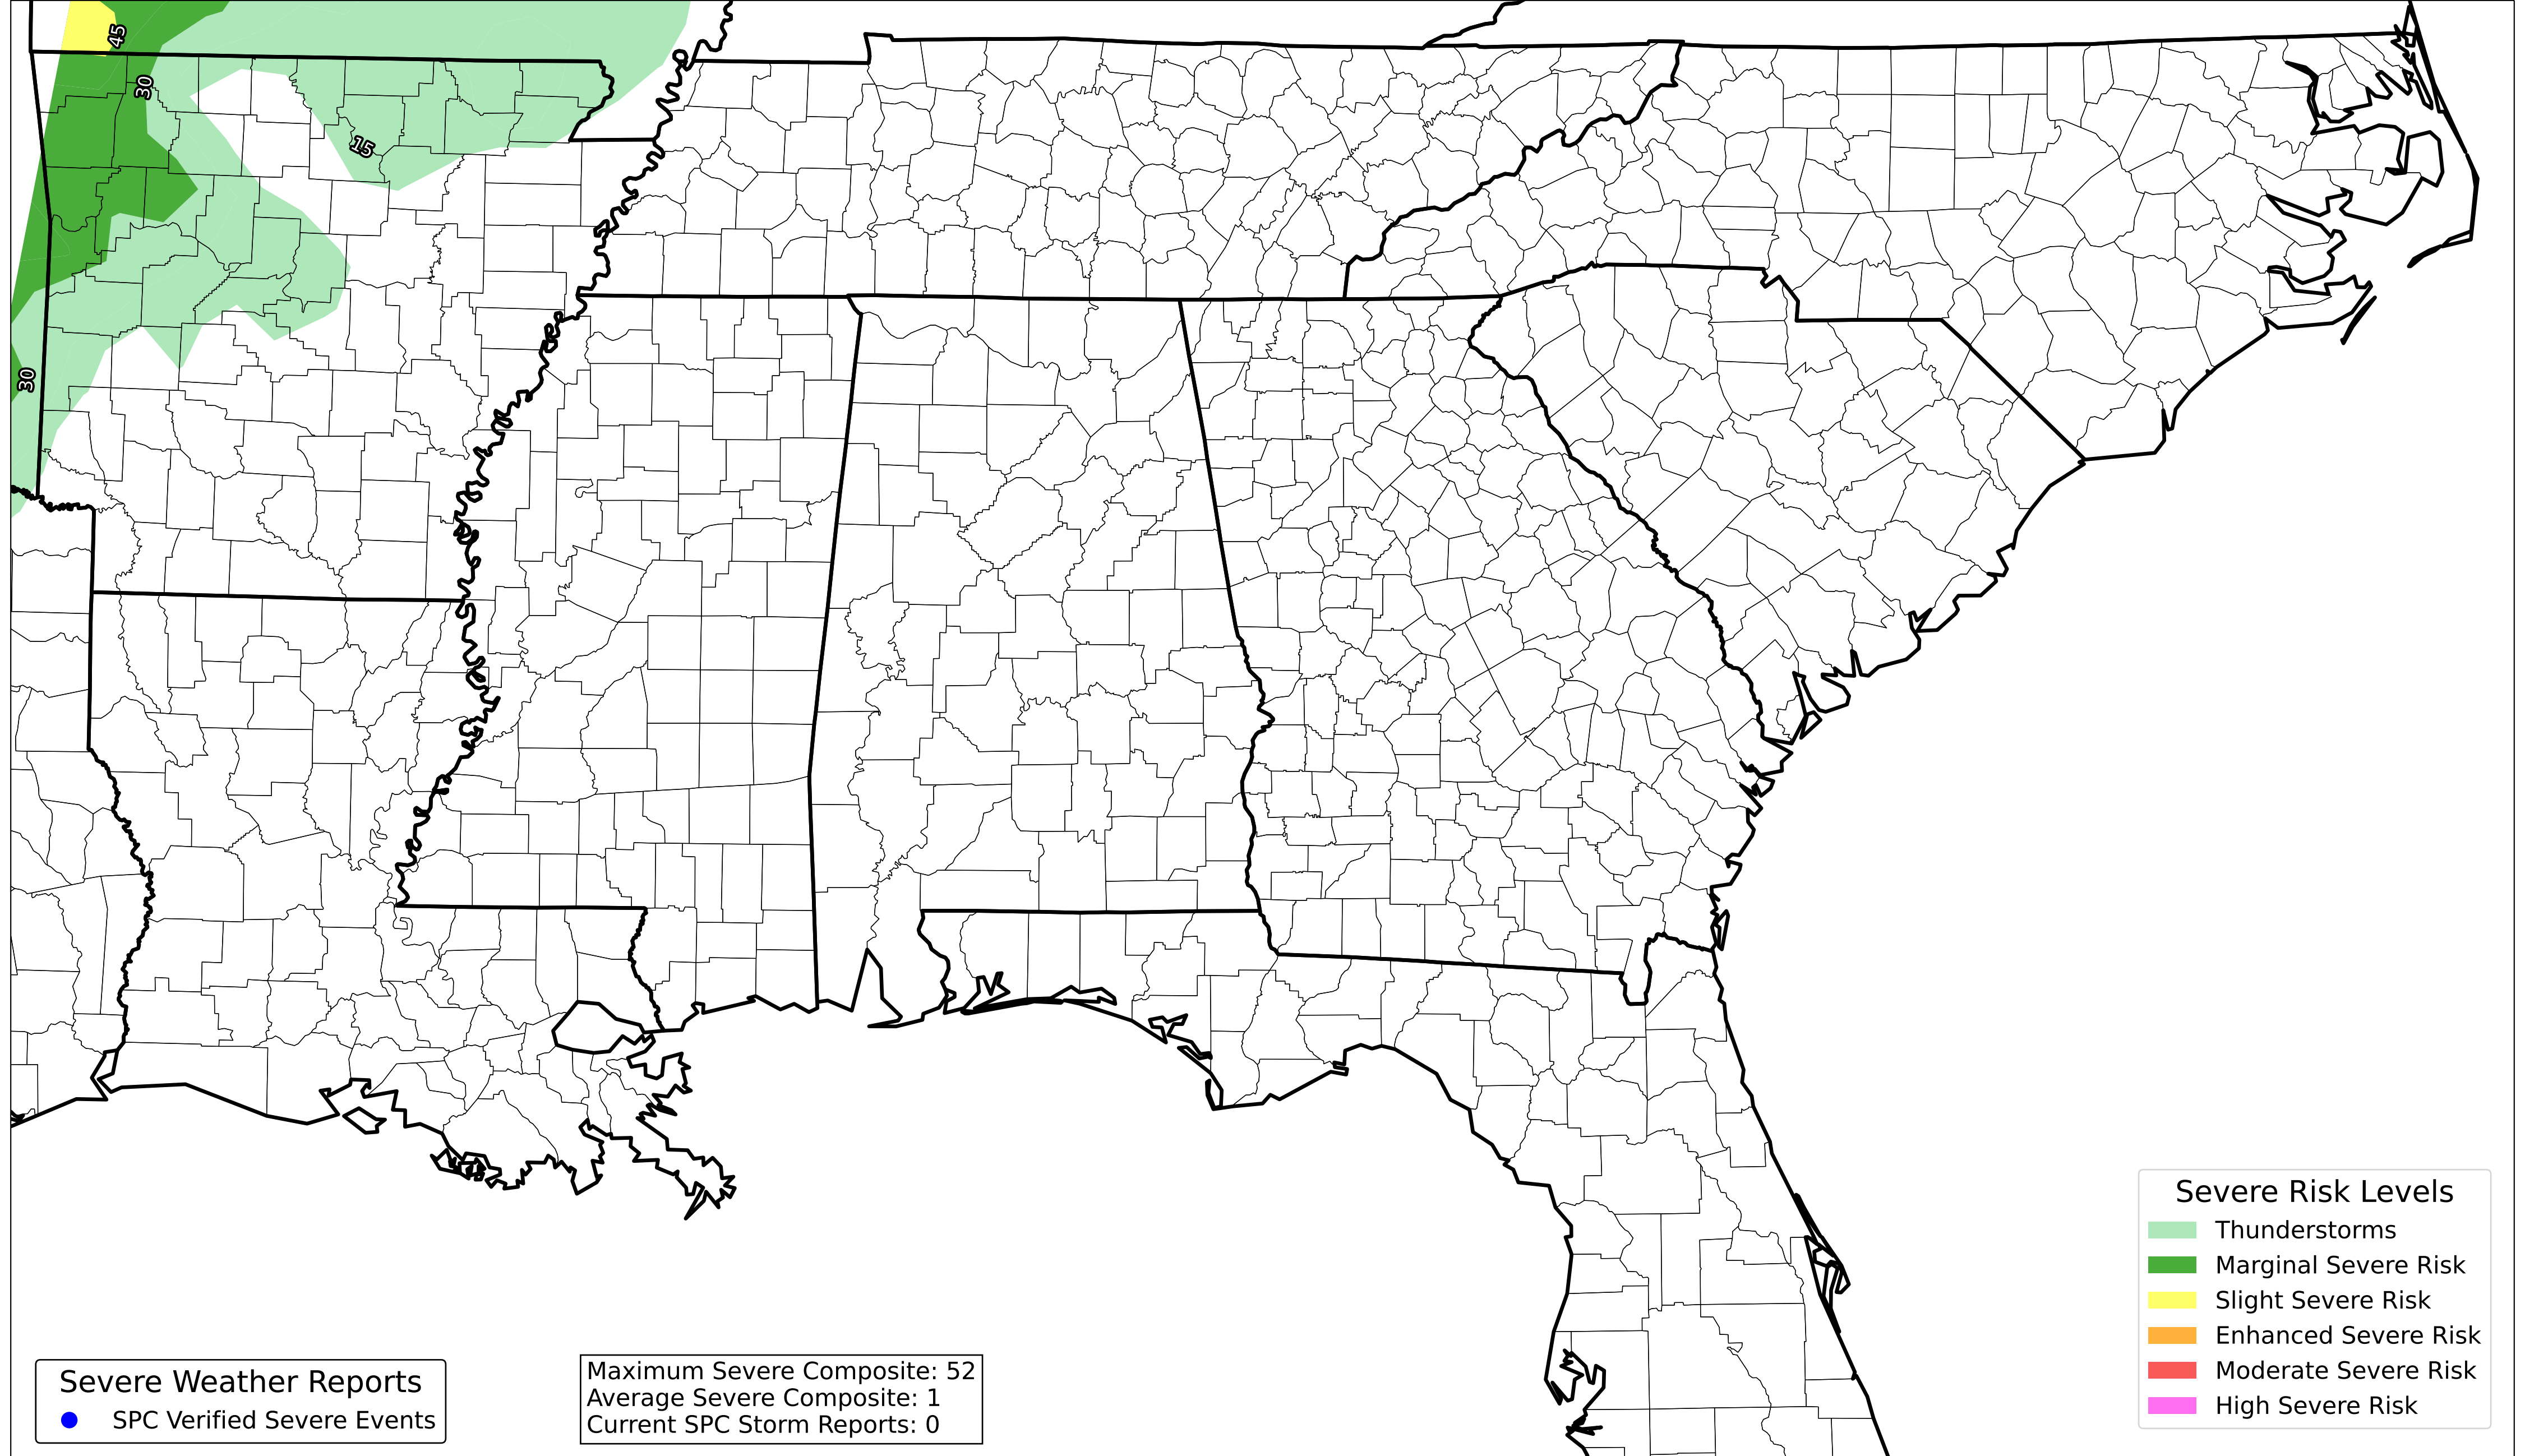 45
30
15
30
Severe Risk Levels
Thunderstorms
Marginal Severe Risk
Slight Severe Risk
Enhanced Severe Risk
Moderate Severe Risk
High Severe Risk
Severe Weather Reports
SPC Verified Severe Events
Maximum Severe Composite: 52
Average Severe Composite: 1
Current SPC Storm Reports: 0